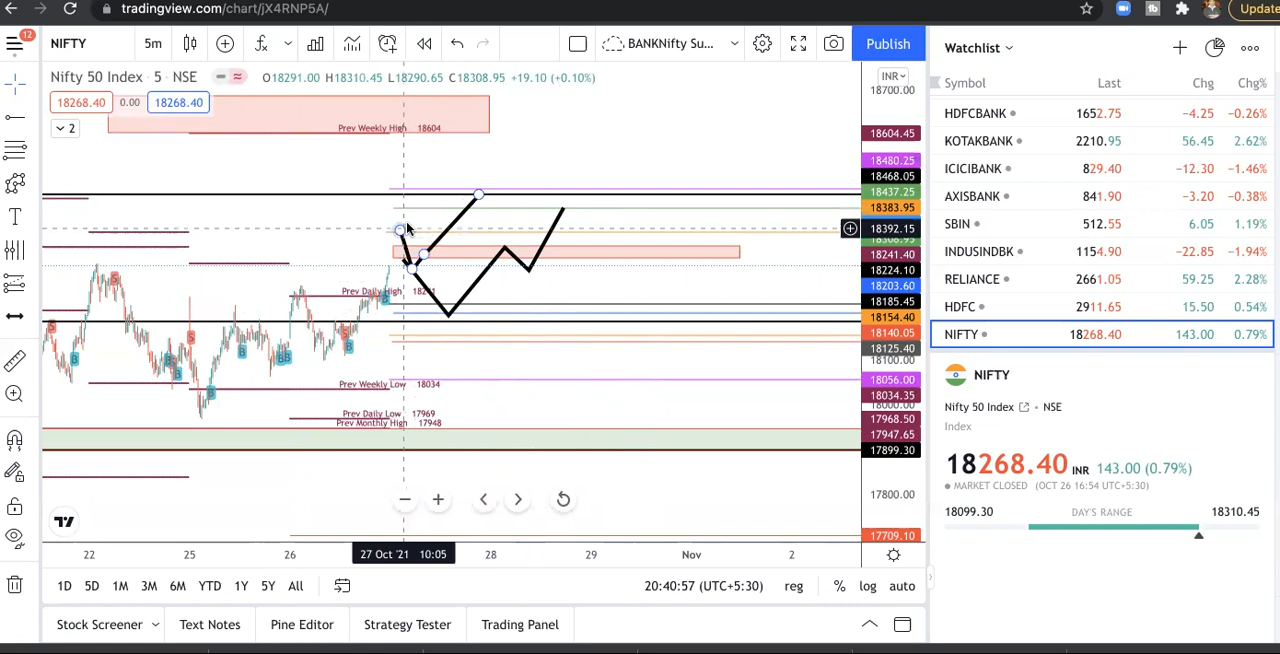 tradingview.com/chart/jX4RNP5A/
Update
12
NIFTY
5m
BANKNifty Su...
Publish
Nifty 50 Index • 5 • NSE
O18291.00 H18310.45 L18290.65 C18308.95 +19.10 (+0.10%)
18268.40
0.00
18268.40
2
INR
18700.00
Prev Weekly High 18604
18604.45
18480.25
18468.05
18437.25
18383.95
18392.15
18308.95
18241.40
18224.10
18203.60
18185.45
18154.40
18140.05
18125.40
18100.00
18056.00
18034.35
18000.00
17968.50
17947.65
17899.30
17800.00
17709.10
Prev Daily High
Prev Weekly Low 18034
Prev Daily Low 17969
Prev Monthly High 17948
S
S
S
S
B
B
B
B
B
B
B
B
B
22
25
26
27 Oct '21 10:05
28
29
Nov
2
1D
5D
1M
3M
6M
YTD
1Y
5Y
All
20:40:57 (UTC+5:30)
reg
%
log
auto
Stock Screener
Text Notes
Pine Editor
Strategy Tester
Trading Panel
Watchlist
Symbol Last Chg Chg%
HDFCBANK 1652.75 −4.25 −0.26%
KOTAKBANK 2210.95 56.45 2.62%
ICICIBANK 829.40 −12.30 −1.46%
AXISBANK 841.90 −3.20 −0.38%
SBIN 512.55 6.05 1.19%
INDUSINDBK 1154.90 −22.85 −1.94%
RELIANCE 2661.05 59.25 2.28%
HDFC 2911.65 15.50 0.54%
NIFTY 18268.40 143.00 0.79%
NIFTY
Nifty 50 Index • NSE
Index
18268.40 INR 143.00 (0.79%)
MARKET CLOSED (OCT 26 16:54 UTC+5:30)
18099.30 DAY'S RANGE 18310.45